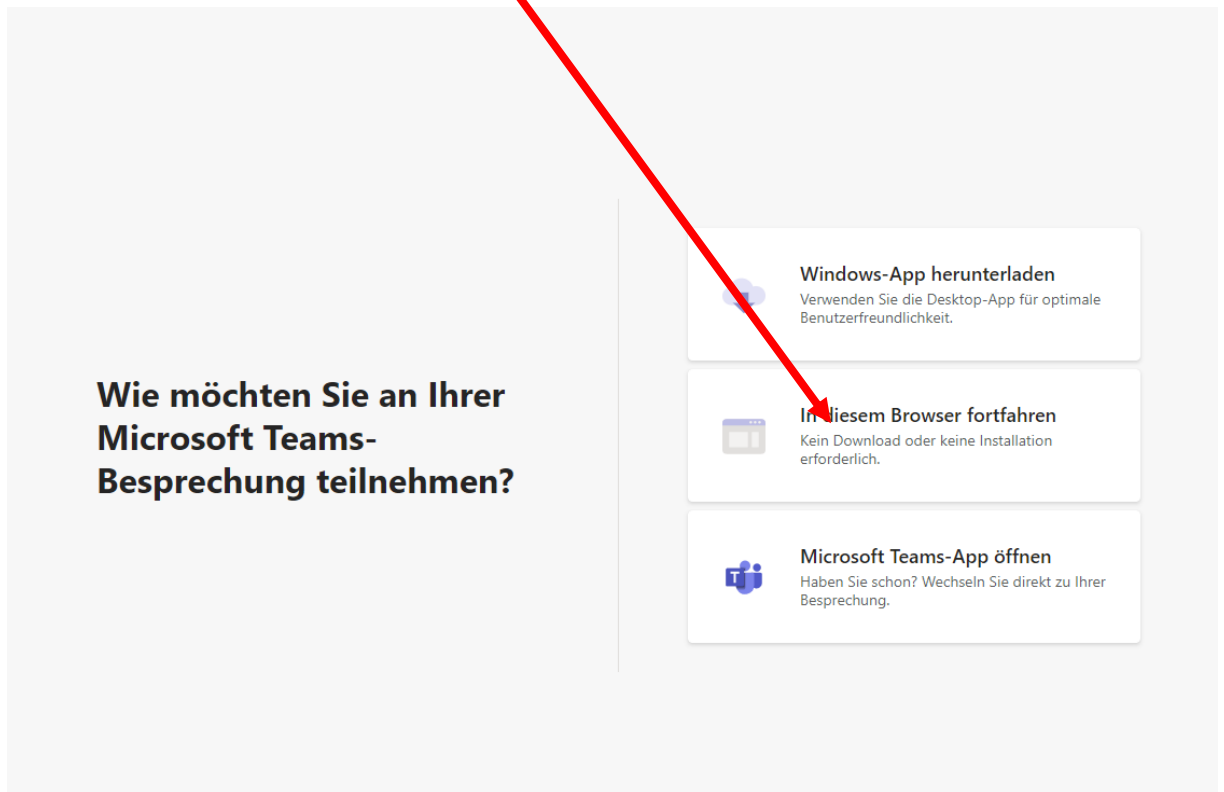 Wie möchten Sie an Ihrer
Microsoft Teams-
Besprechung teilnehmen?
Windows-App herunterladen
Verwenden Sie die Desktop-App für optimale
Benutzerfreundlichkeit.
In diesem Browser fortfahren
Kein Download oder keine Installation
erforderlich.
Microsoft Teams-App öffnen
Haben Sie schon? Wechseln Sie direkt zu Ihrer
Besprechung.